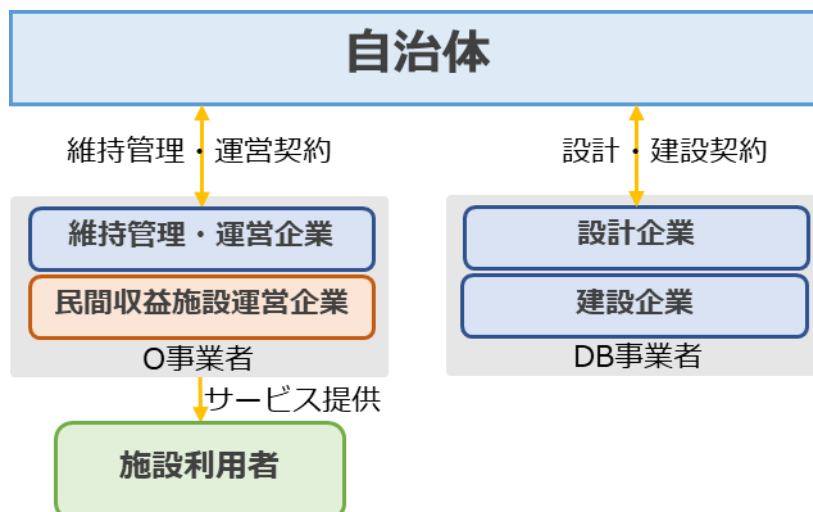 自治体
維持管理・運営契約
設計・建設契約
維持管理・運営企業
民間収益施設運営企業
O事業者
設計企業
建設企業
DB事業者
サービス提供
施設利用者